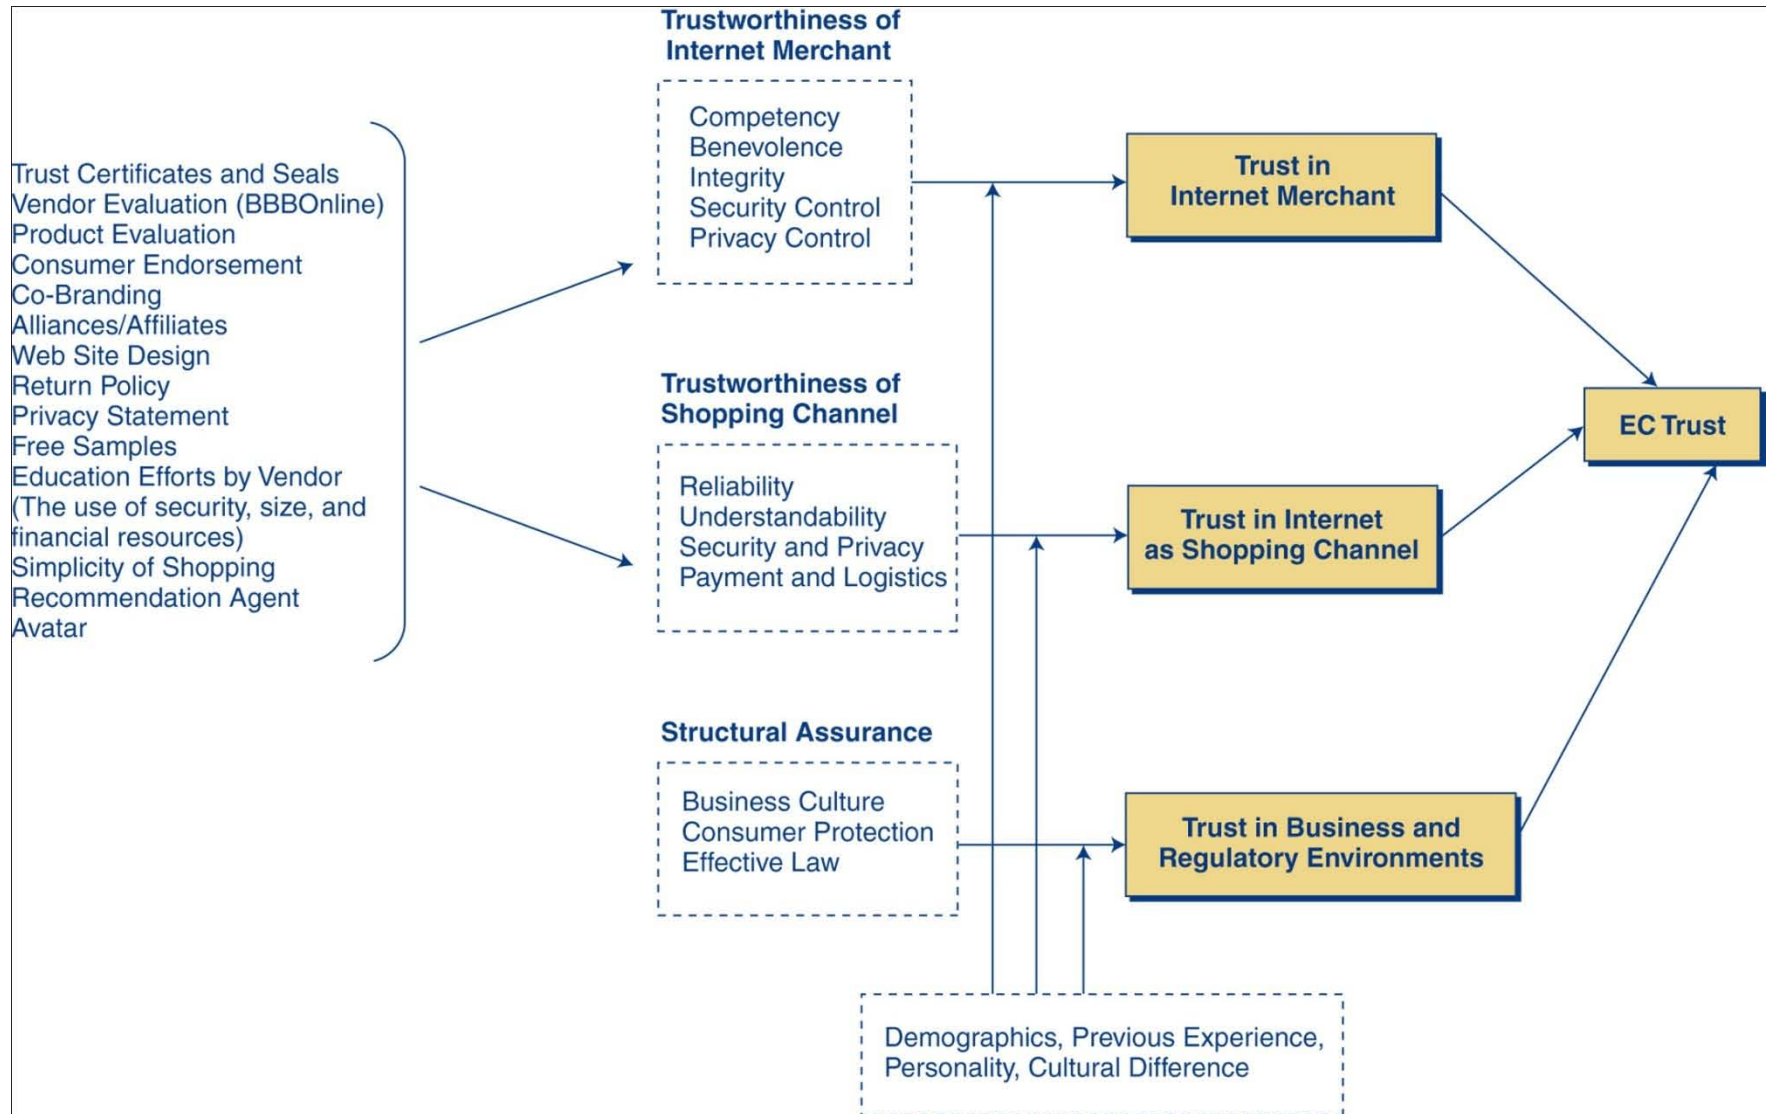 Trustworthiness of
Internet Merchant
Competency
Benevolence
Integrity
Security Control
Privacy Control
Trust in
Internet Merchant
Trust Certificates and Seals
Vendor Evaluation (BBBOnline)
Product Evaluation
Consumer Endorsement
Co-Branding
Alliances/Affiliates
Web Site Design
Return Policy
Privacy Statement
Free Samples
Education Efforts by Vendor
(The use of security, size, and
financial resources)
Simplicity of Shopping
Recommendation Agent
Avatar
Trustworthiness of
Shopping Channel
Reliability
Understandability
Security and Privacy
Payment and Logistics
Trust in Internet
as Shopping Channel
EC Trust
Structural Assurance
Business Culture
Consumer Protection
Effective Law
Trust in Business and
Regulatory Environments
Demographics, Previous Experience,
Personality, Cultural Difference